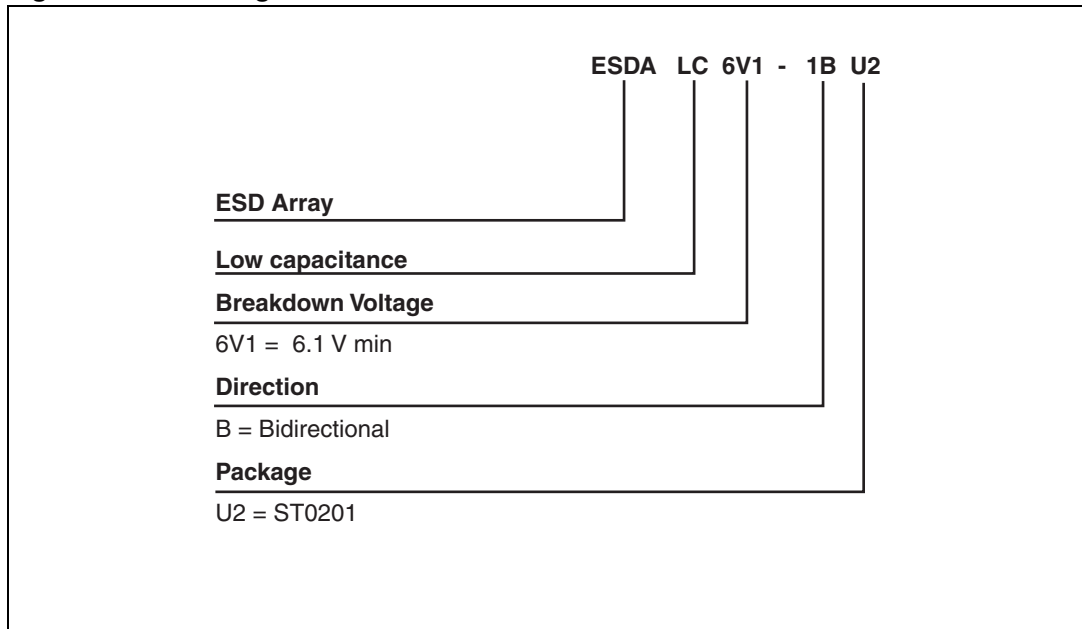 ESDA LC 6V1 - 1B U2
ESD Array
Low capacitance
Breakdown Voltage
6V1 = 6.1 V min
Direction
B = Bidirectional
Package
U2 = ST0201